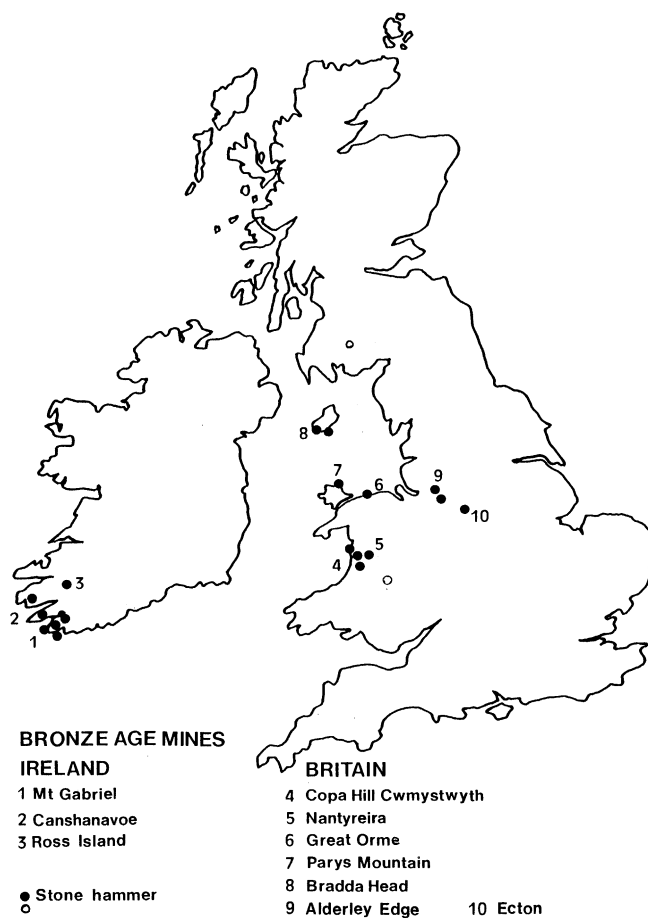 8
7
6
9
10
5
4
3
2
1
BRONZE AGE MINES
IRELAND
1 Mt Gabriel
2 Canshanavoe
3 Ross Island
● Stone hammer
○
BRITAIN
4 Copa Hill Cwmystwyth
5 Nantyreira
6 Great Orme
7 Parys Mountain
8 Bradda Head
9 Alderley Edge 10 Ecton